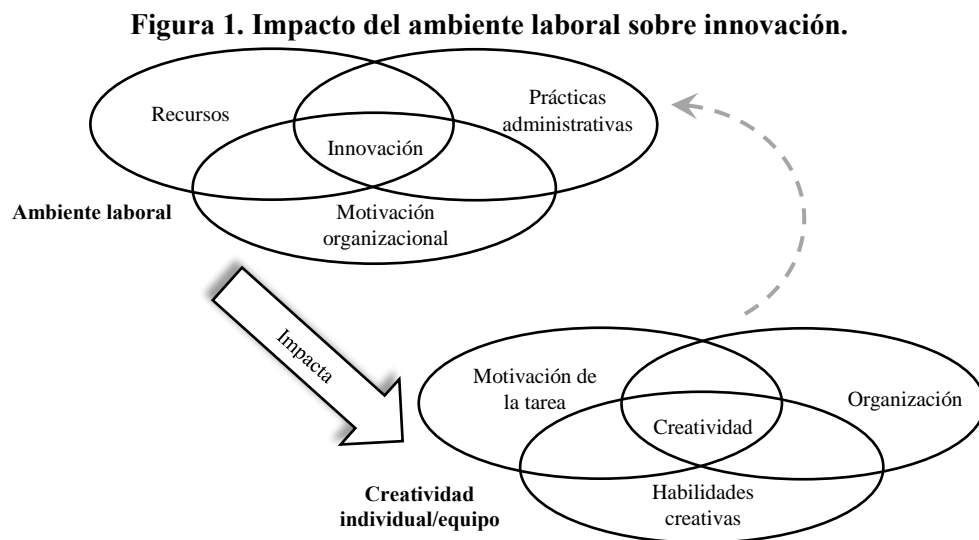 Figura 1. Impacto del ambiente laboral sobre innovación.
Recursos
Prácticas
administrativas
Innovación
Ambiente laboral
Motivación
organizacional
Impacta
Motivación de
la tarea
Organización
Creatividad
Creatividad
individual/equipo
Habilidades
creativas